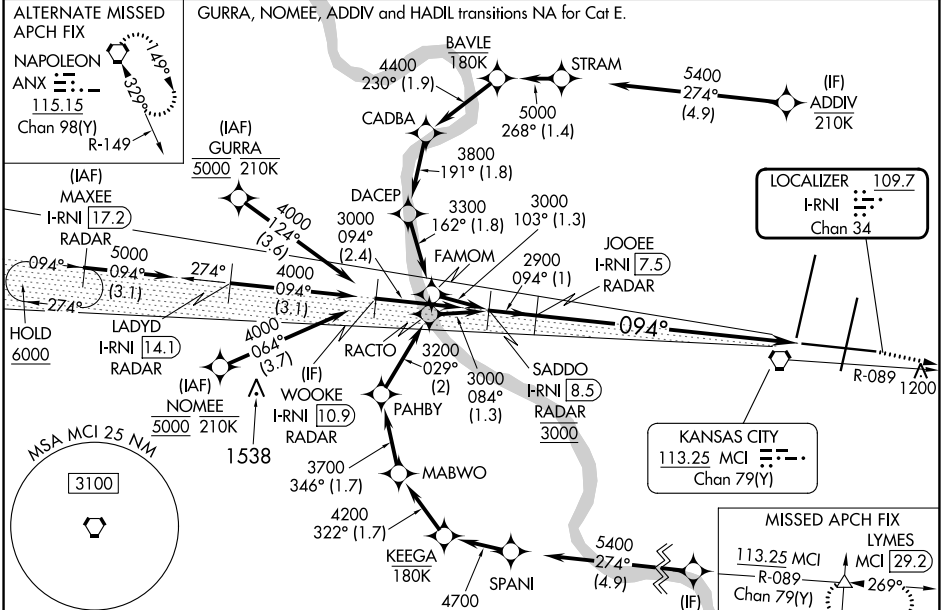 ALTERNATE MISSED
APCH FIX
NAPOLEON
ANX
115.15
Chan 98(Y)
149°
329°
R-149
GURRA, NOMEE, ADDIV and HADIL transitions NA for Cat E.
BAVLE
180K
4400
230° (1.9)
STRAM
5000
268° (1.4)
5400
274°
(4.9)
(IF)
ADDIV
210K
CADBA
3800
191° (1.8)
(IAF)
GURRA
5000 210K
4000
124°
(3.6)
DACEP
3300
162° (1.8)
3000
103° (1.3)
LOCALIZER 109.7
I-RNI
Chan 34
(IAF)
MAXEE
I-RNI 17.2
RADAR
3000
094°
(2.4)
FAMOM
2900
094° (1)
JOOEE
I-RNI 7.5
RADAR
094°
5000
094°
(3.1)
274°
4000
094°
(3.1)
094°
274°
HOLD
6000
LADYD
I-RNI 14.1
RADAR
4000
064°
(3.7)
RACTO
3200
029°
(2)
3000
084°
(1.3)
SADDO
I-RNI 8.5
RADAR
3000
R-089
1200
(IAF)
NOMEE
5000 210K
1538
(IF)
WOOKE
I-RNI 10.9
RADAR
PAHBY
KANSAS CITY
113.25 MCI
Chan 79(Y)
MSA MCI 25 NM
3100
3700
346° (1.7)
MABWO
4200
322° (1.7)
KEEGA
180K
4700
SPANI
5400
274°
(4.9)
(IF)
MISSED APCH FIX
LYMES
MCI 29.2
113.25 MCI
R-089
Chan 79(Y)
269°